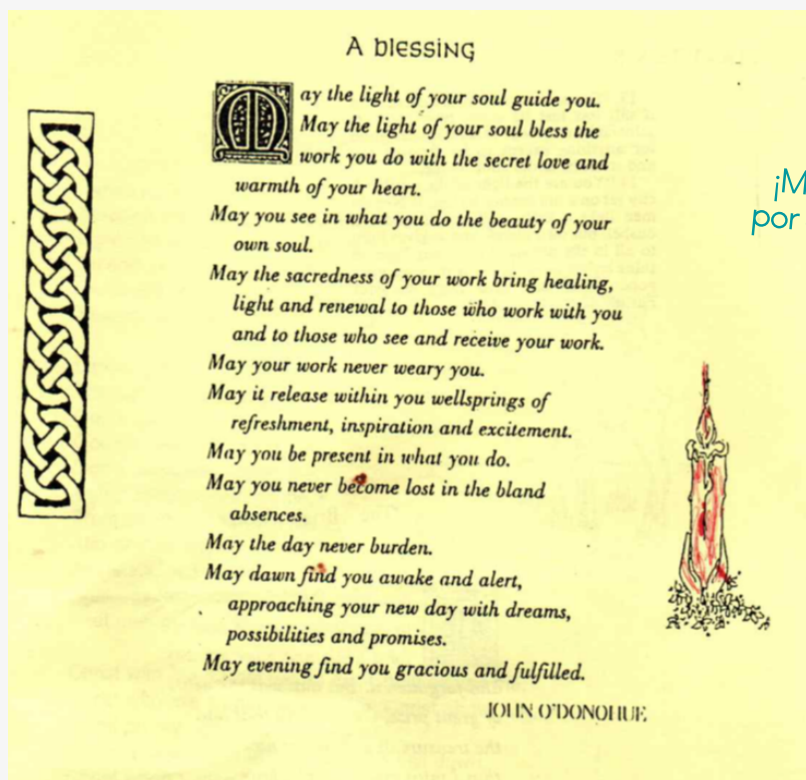 A blessing
May the light of your soul guide you.
May the light of your soul bless the
work you do with the secret love and
warmth of your heart.
May you see in what you do the beauty of your
own soul.
May the sacredness of your work bring healing,
light and renewal to those who work with you
and to those who see and receive your work.
May your work never weary you.
May it release within you wellsprings of
refreshment, inspiration and excitement.
May you be present in what you do.
May you never become lost in the bland
absences.
May the day never burden.
May dawn find you awake and alert,
approaching your new day with dreams,
possibilities and promises.
May evening find you gracious and fulfilled.
JOHN O'DONOHUE
¡M
por